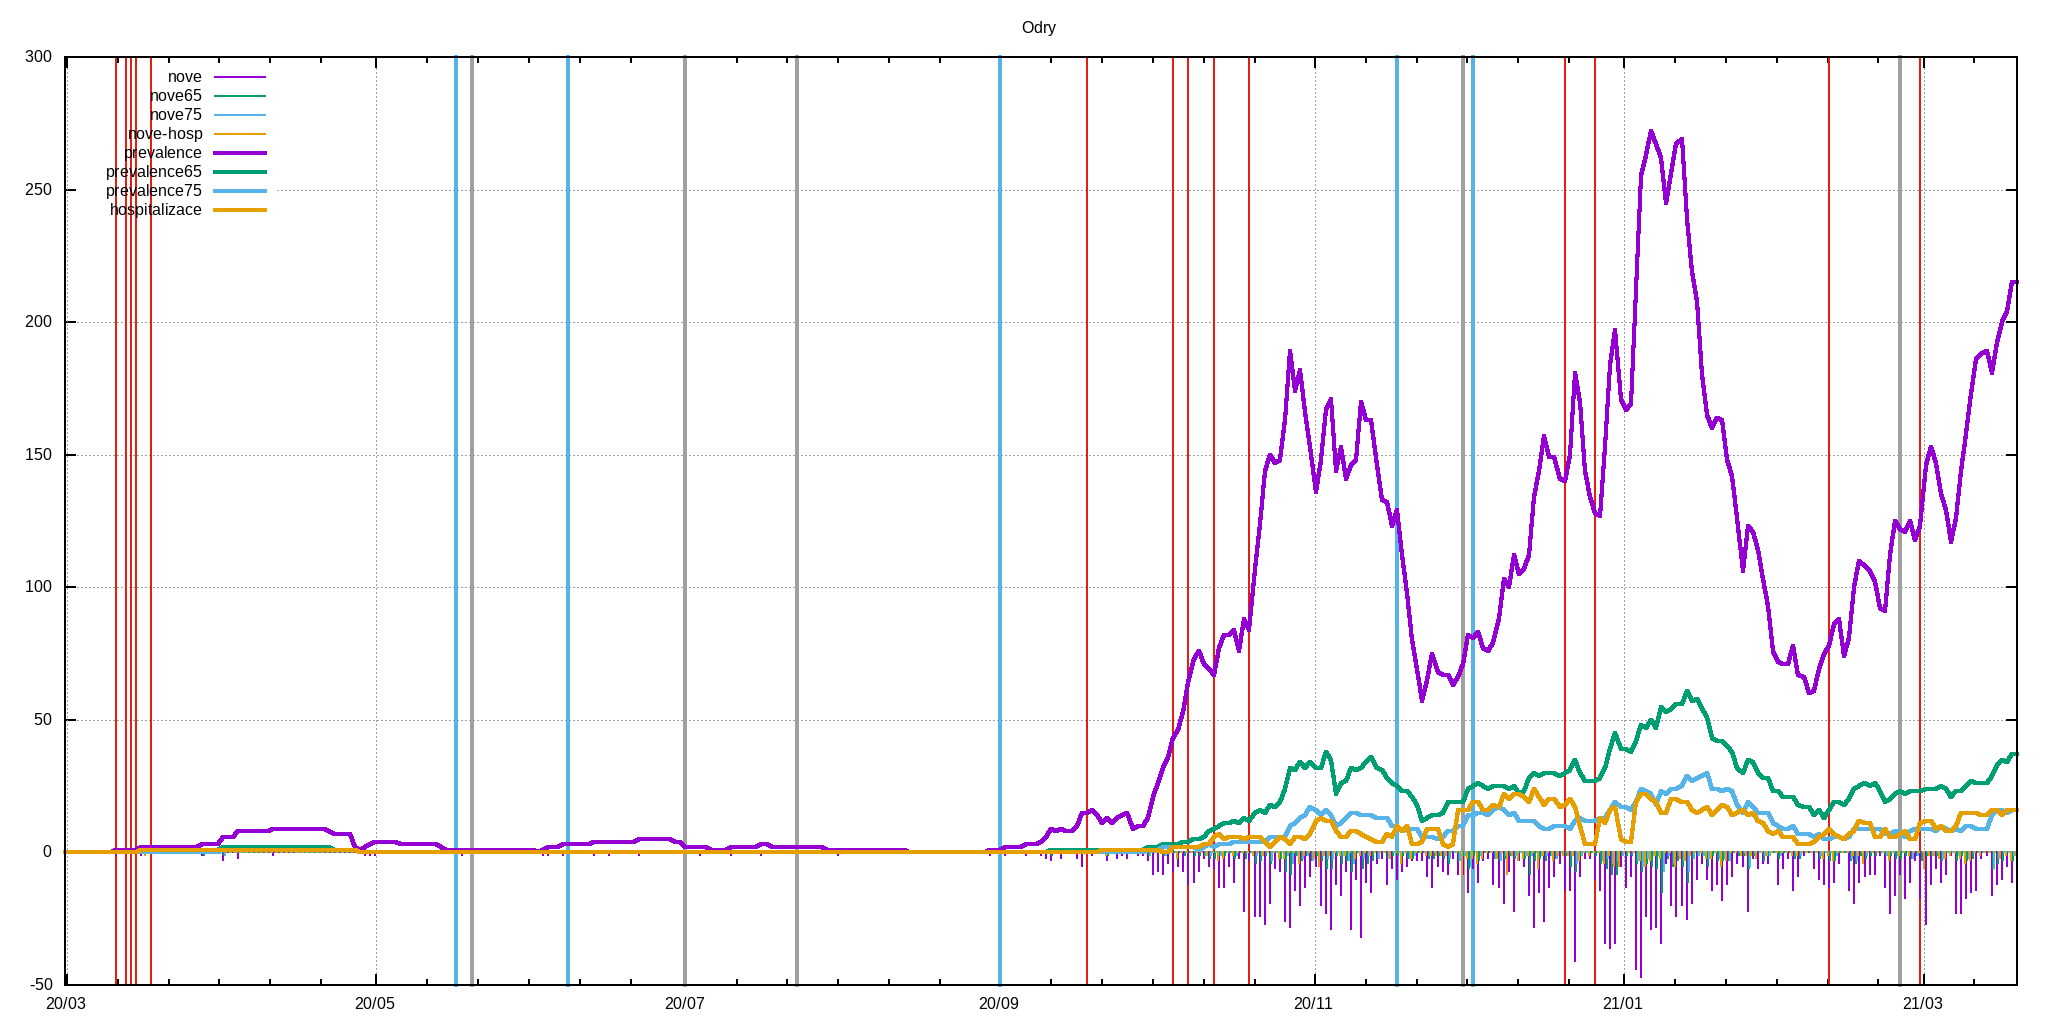 Odry
300
250
200
150
100
50
0
-50
nove
nove65
nove75
nove-hosp
prevalence
prevalence65
prevalence75
hospitalizace
20/03 20/05 20/07 20/09 20/11 21/01 21/03